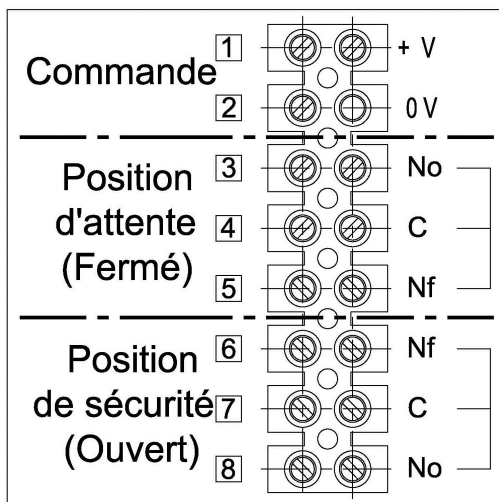 Commande
1 + V
2 0 V
Position
d'attente
(Fermé)
3 No
4 C
5 Nf
Position
de sécurité
(Ouvert)
6 Nf
7 C
8 No